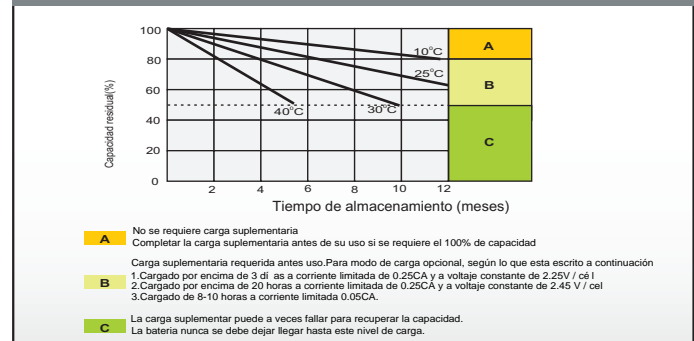 100
80
60
40
20
0
Capacidad residual(%)
10°C
25°C
30°C
40°C
A
B
C
2 4 6 8 10 12
Tiempo de almacenamiento (meses)
A
No se requiere carga suplementaria
Completar la carga suplementaria antes de su uso si se requiere el 100% de capacidad
B
Carga suplementaria requerida antes uso.Para modo de carga opcional, según lo que esta escrito a continuación
1.Cargado por encima de 3 dí as a corriente limitada de 0.25CA y a voltaje constante de 2.25V / cé l
2.Cargado por encima de 20 horas a corriente limitada de 0.25CA y a voltaje constante de 2.45 V / cel
3.Cargado de 8-10 horas a corriente limitada 0.05CA.
C
La carga suplementar puede a veces fallar para recuperar la capacidad.
La bateria nunca se debe dejar llegar hasta este nivel de carga.